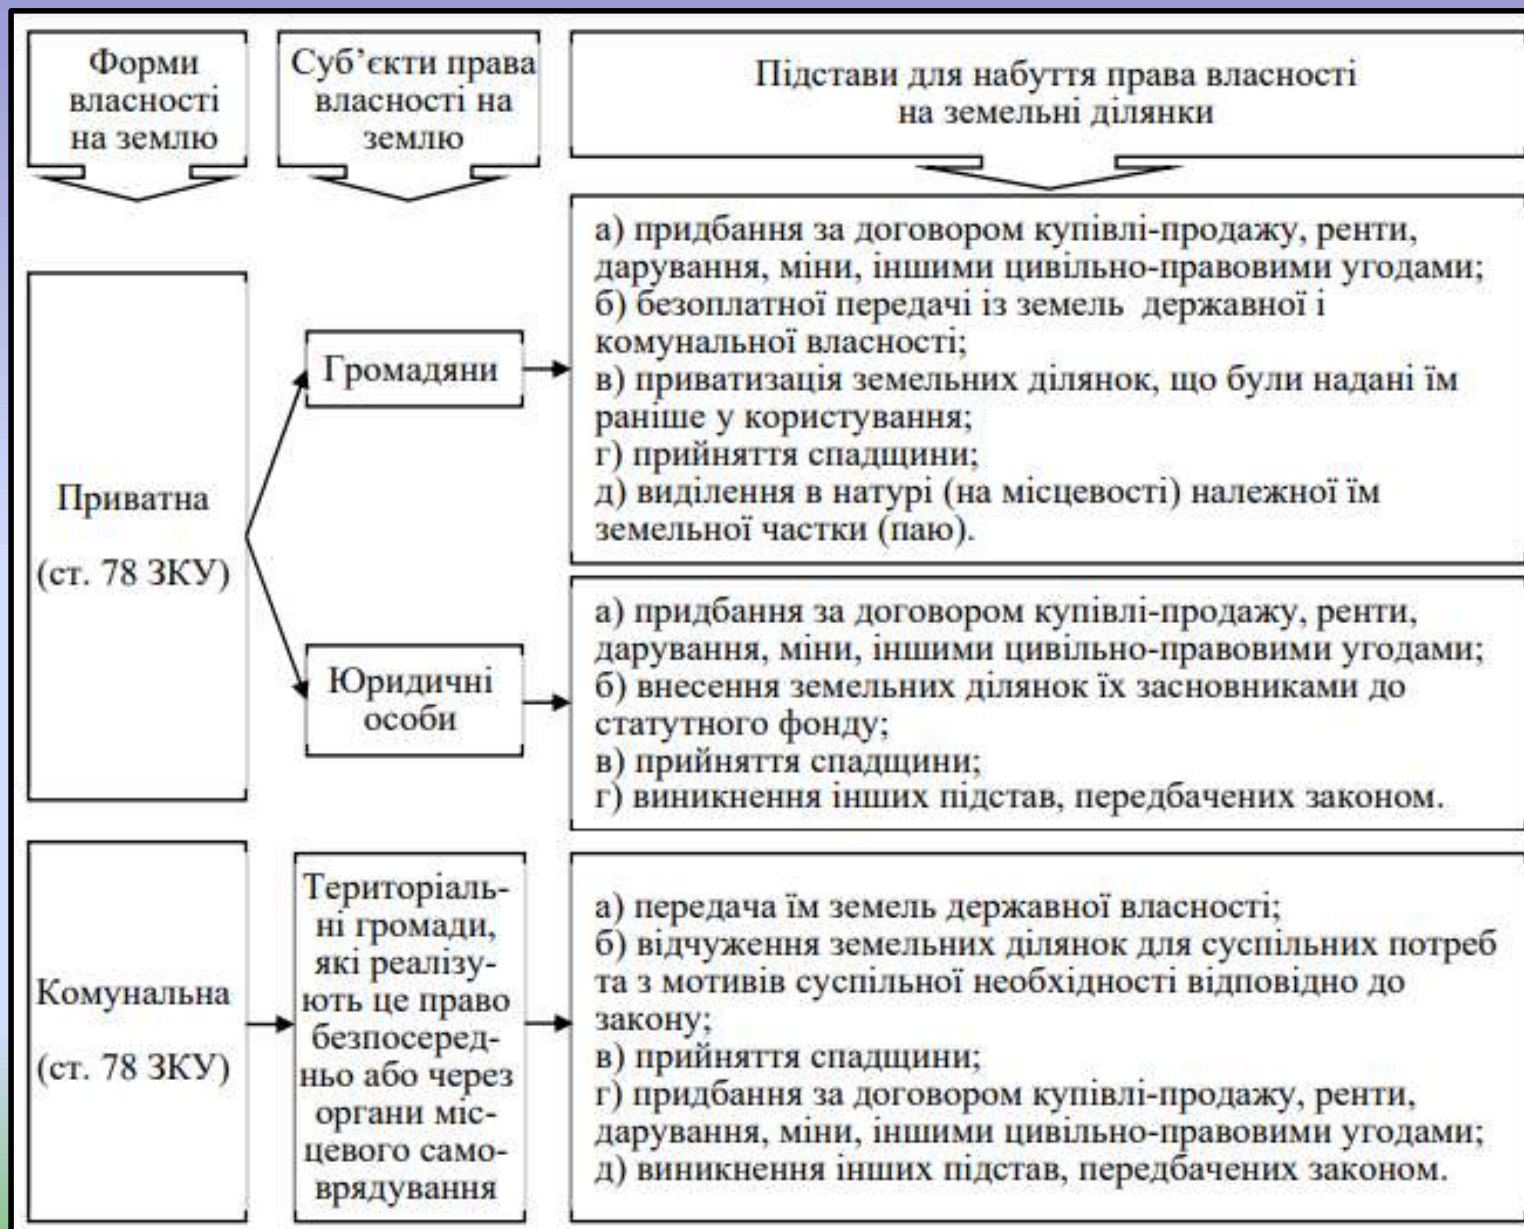 Форми
власності
на землю
Суб’єкти права
власності на
землю
Підстави для набуття права власності
на земельні ділянки
Приватна
(ст. 78 ЗКУ)
Громадяни
а) придбання за договором купівлі-продажу, ренти,
дарування, міни, іншими цивільно-правовими угодами;
б) безоплатної передачі із земель державної і
комунальної власності;
в) приватизація земельних ділянок, що були надані їм
раніше у користування;
г) прийняття спадщини;
д) виділення в натурі (на місцевості) належної їм
земельної частки (паю).
Юридичні
особи
а) придбання за договором купівлі-продажу, ренти,
дарування, міни, іншими цивільно-правовими угодами;
б) внесення земельних ділянок їх засновниками до
статутного фонду;
в) прийняття спадщини;
г) виникнення інших підстав, передбачених законом.
Комунальна
(ст. 78 ЗКУ)
Територіаль-
ні громади,
які реалізу-
ють це право
безпосеред-
ньо або через
органи міс-
цевого само-
врядування
а) передача їм земель державної власності;
б) відчуження земельних ділянок для суспільних потреб
та з мотивів суспільної необхідності відповідно до
закону;
в) прийняття спадщини;
г) придбання за договором купівлі-продажу, ренти,
дарування, міни, іншими цивільно-правовими угодами;
д) виникнення інших підстав, передбачених законом.